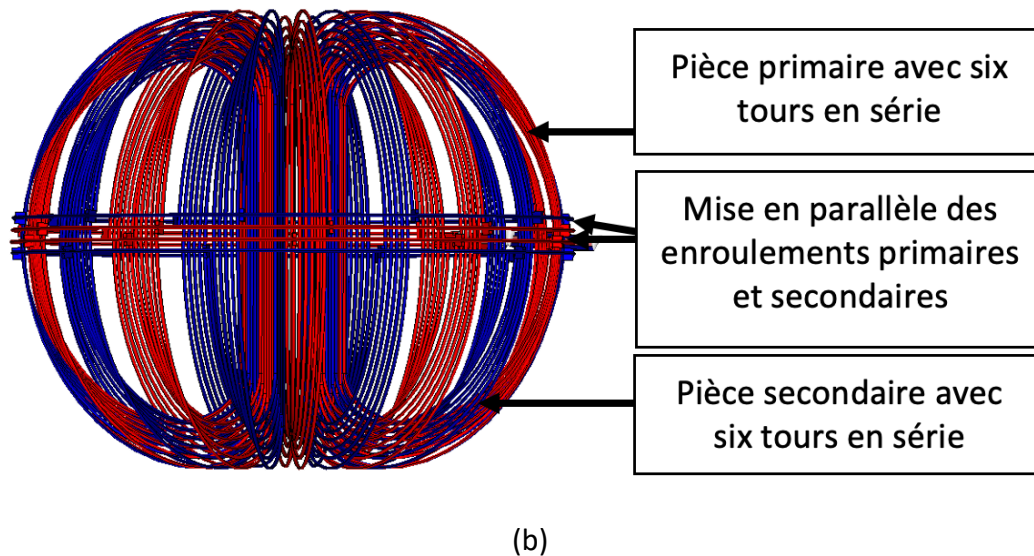 Pièce primaire avec six
tours en série
Mise en parallèle des
enroulements primaires
et secondaires
Pièce secondaire avec
six tours en série
(b)